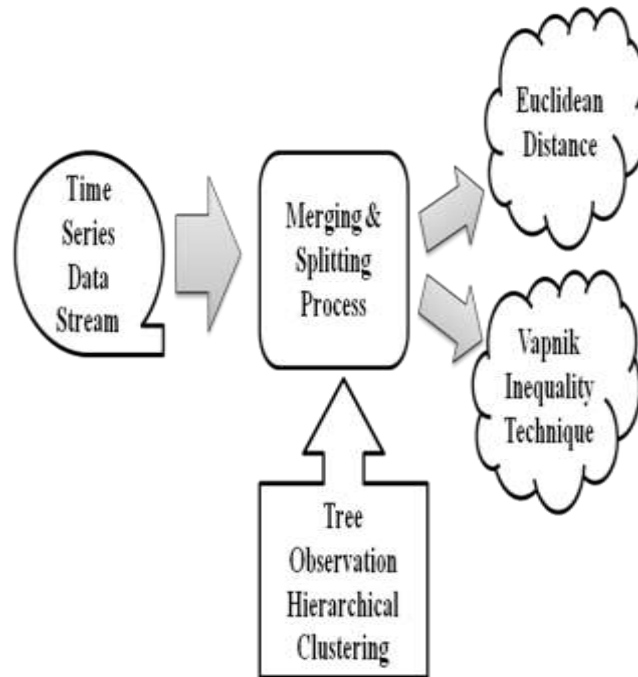 Time
Series
Data
Stream
Merging &
Splitting
Process
Euclidean
Distance
Vapnik
Inequality
Technique
Tree
Observation
Hierarchical
Clustering